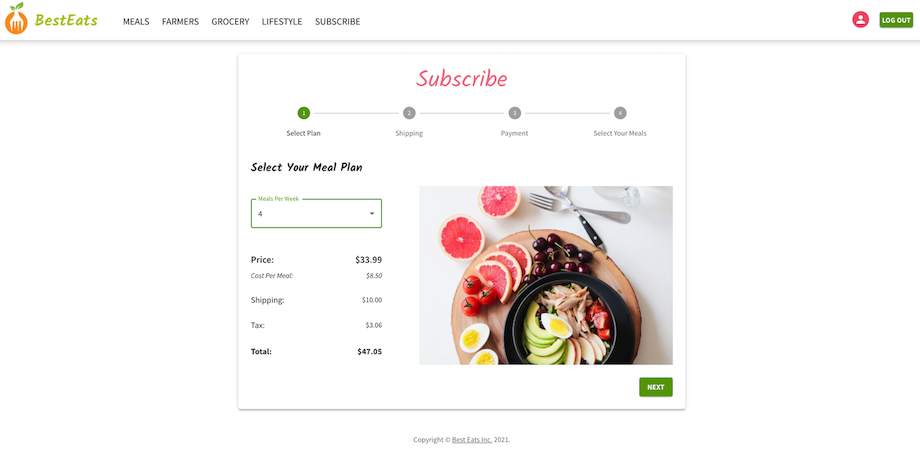 BestEats MEALS FARMERS GROCERY LIFESTYLE SUBSCRIBE LOG OUT
Subscribe
1 2 3 4
Select Plan Shipping Payment Select Your Meals
Select Your Meal Plan
Meals Per Week
4
Price: $33.99
Cost Per Meal: $8.50
Shipping: $10.00
Tax: $3.06
Total: $47.05
NEXT
Copyright © Best Eats Inc. 2021.